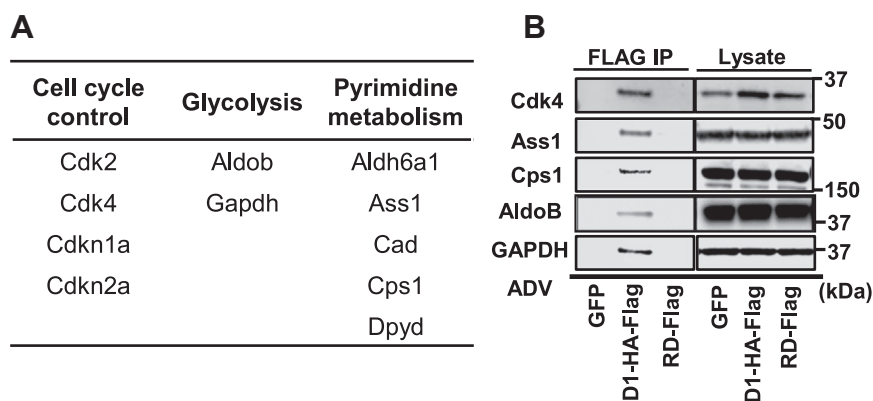 A
Cell cycle control Glycolysis Pyrimidine metabolism
Cdk2 Aldob Aldh6a1
Cdk4 Gapdh Ass1
Cdkn1a Cad
Cdkn2a Cps1
Dpyd
B
FLAG IP Lysate
Cdk4 37
Ass1 50
Cps1 150
AldoB 37
GAPDH 37
ADV GFP D1-HA-Flag RD-Flag GFP D1-HA-Flag RD-Flag (kDa)